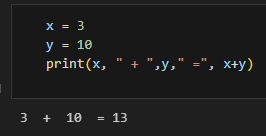 x = 3
y = 10
print(x, " + ",y," =", x+y)
3  +  10  = 13